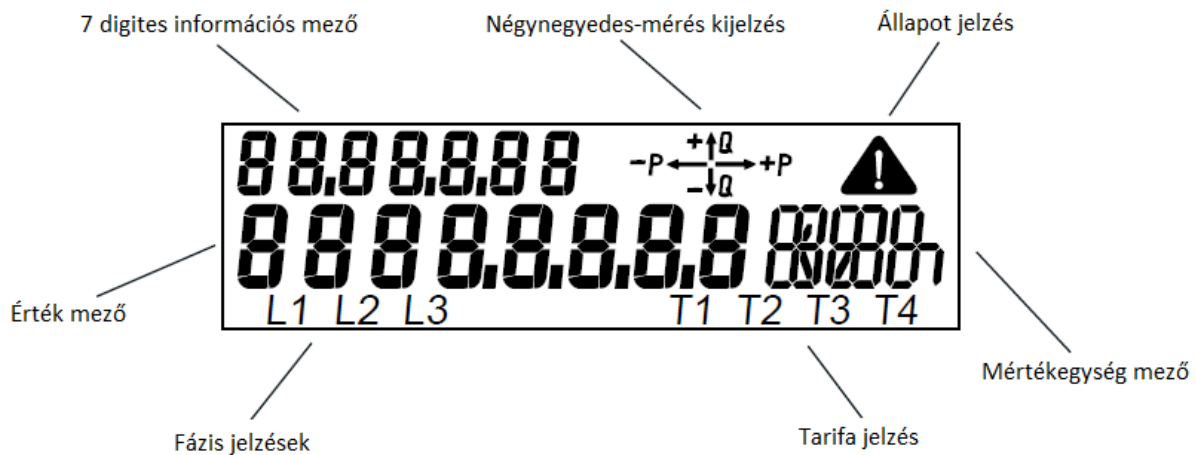 7 digites információs mező
Négynegyedes-mérés kijelzés
Állapot jelzés
88.88.8.88
+Q
-P +P
-Q
8888.8.8.8.8
L1 L2 L3 T1 T2 T3 T4
Érték mező
Mértékegység mező
Fázis jelzések
Tarifa jelzés